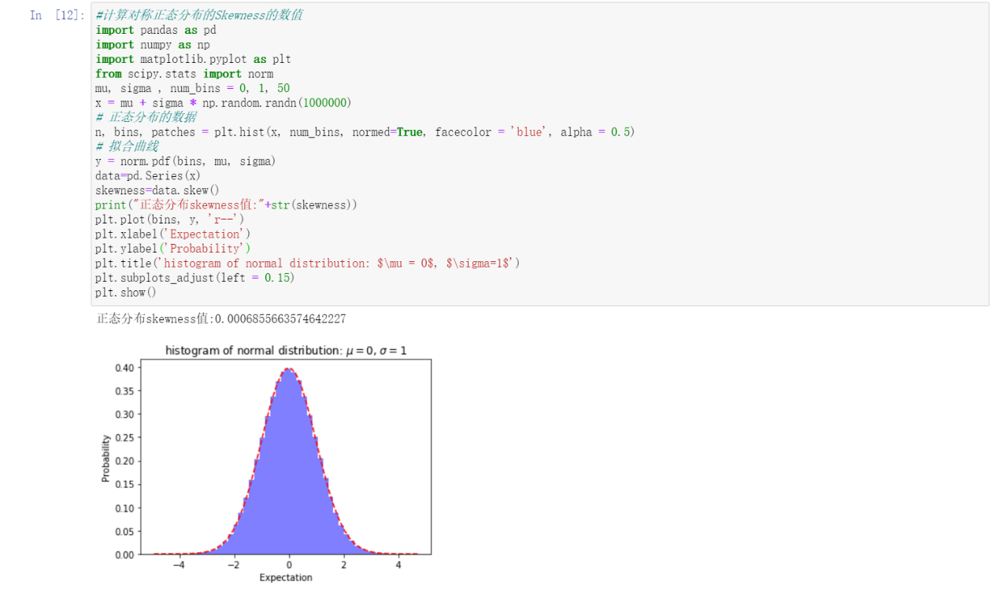 In [12]:
#计算对称正态分布的Skewness的数值
import pandas as pd
import numpy as np
import matplotlib.pyplot as plt
from scipy.stats import norm
mu, sigma , num_bins = 0, 1, 50
x = mu + sigma * np.random.randn(1000000)
# 正态分布的数据
n, bins, patches = plt.hist(x, num_bins, normed=True, facecolor = 'blue', alpha = 0.5)
# 拟合曲线
y = norm.pdf(bins, mu, sigma)
data=pd.Series(x)
skewness=data.skew()
print("正态分布skewness值:"+str(skewness))
plt.plot(bins, y, 'r--')
plt.xlabel('Expectation')
plt.ylabel('Probability')
plt.title('histogram of normal distribution: $\mu = 0$, $\sigma=1$')
plt.subplots_adjust(left = 0.15)
plt.show()
正态分布skewness值:0.0006855663574642227
histogram of normal distribution: μ = 0, σ = 1
0.40
0.35
0.30
0.25
0.20
0.15
0.10
0.05
0.00
Probability
−4 −2 0 2 4
Expectation